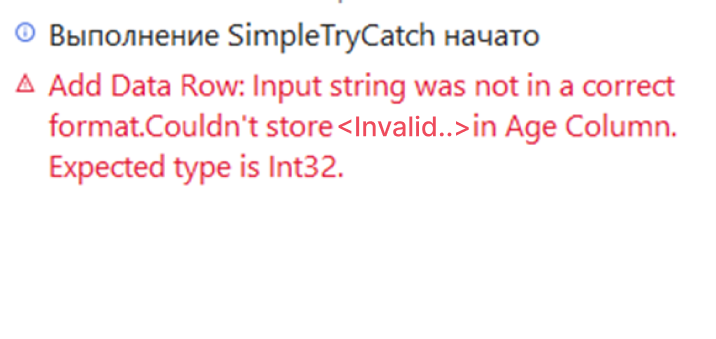 Выполнение SimpleTryCatch начато
Add Data Row: Input string was not in a correct
format.Couldn't store <Invalid..> in Age Column.
Expected type is Int32.